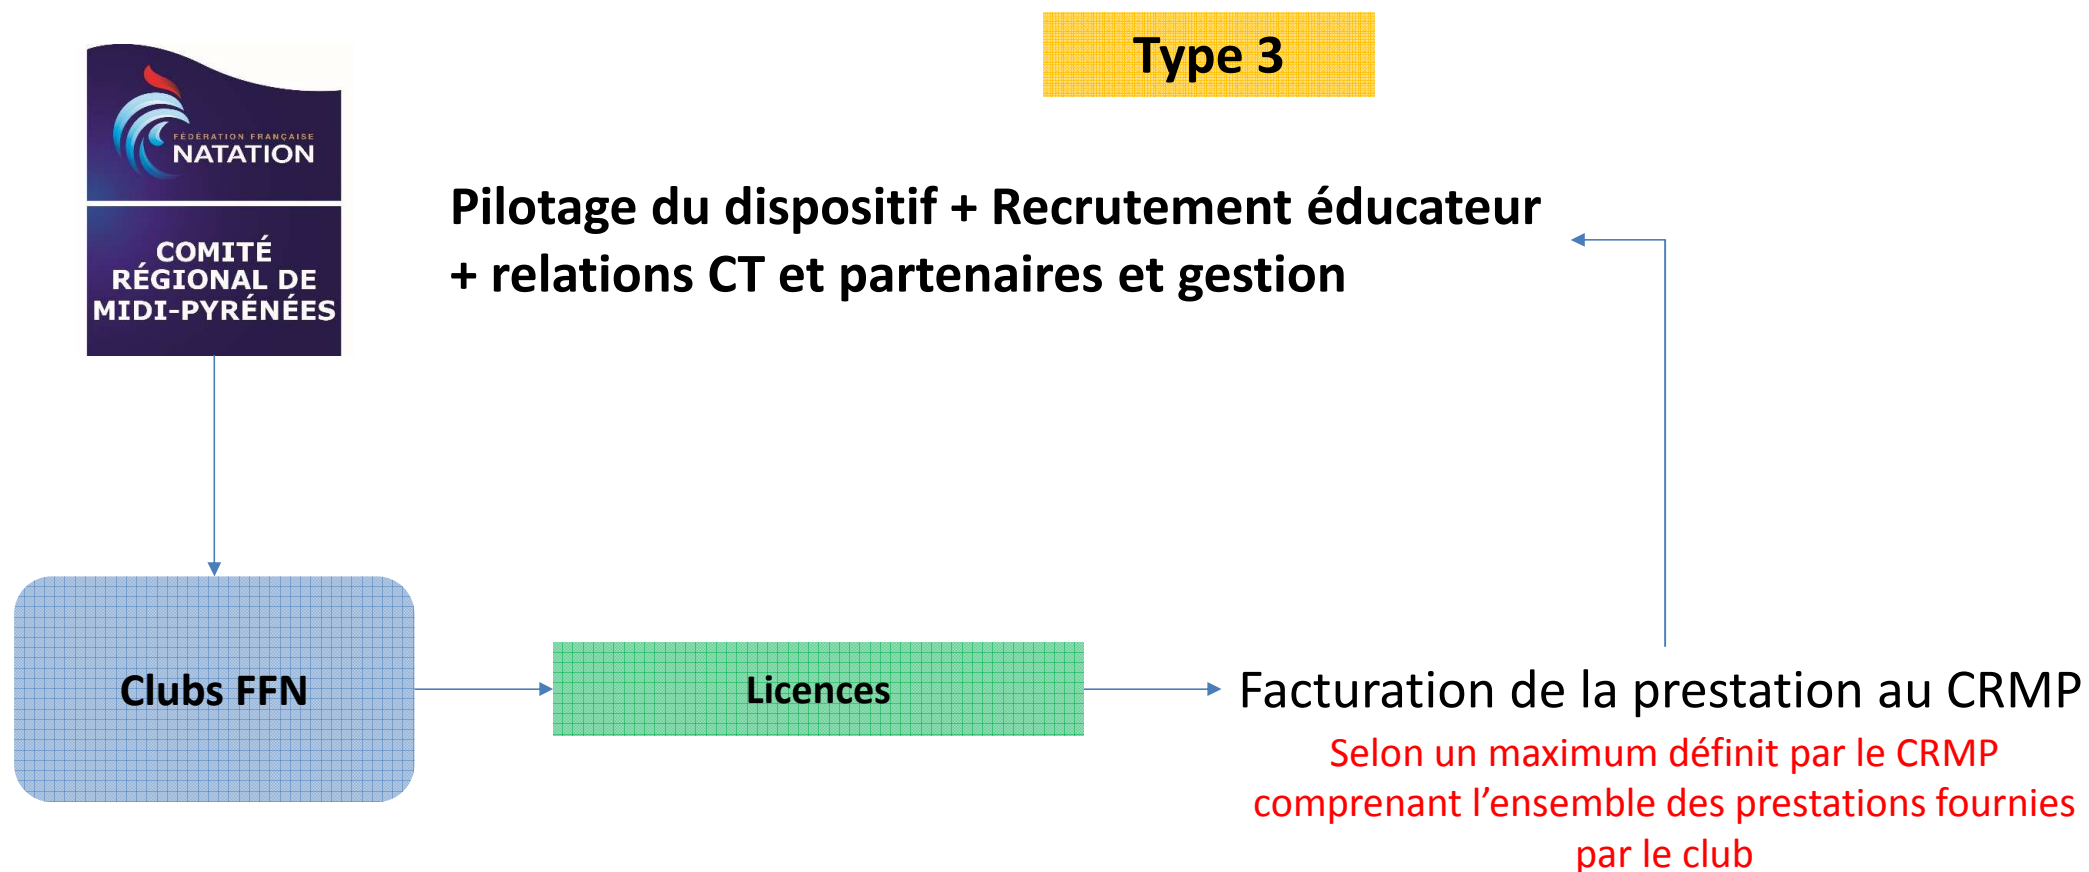 Type 3
FÉDÉRATION FRANÇAISE
NATATION
COMITÉ
RÉGIONAL DE
MIDI-PYRÉNÉES
Pilotage du dispositif + Recrutement éducateur
+ relations CT et partenaires et gestion
Clubs FFN
Licences
Facturation de la prestation au CRMP
Selon un maximum définit par le CRMP
comprenant l’ensemble des prestations fournies
par le club